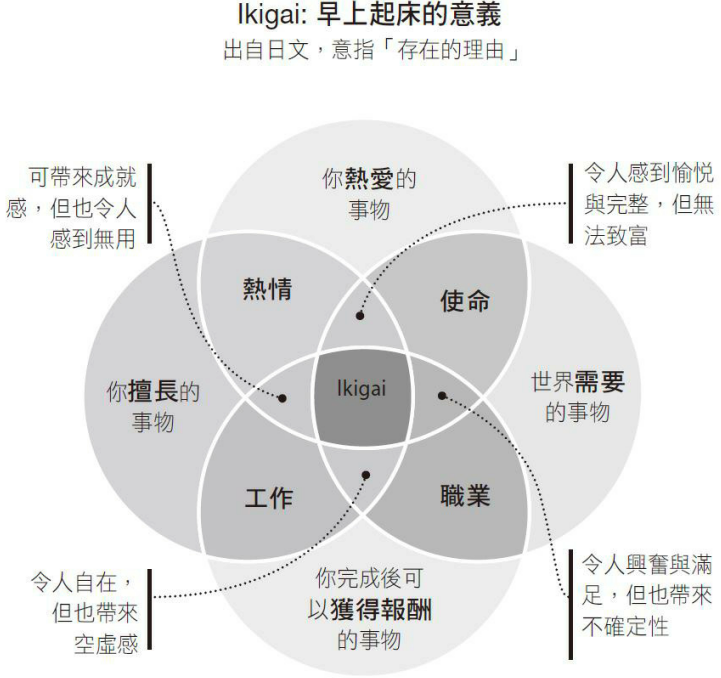 Ikigai: 早上起床的意義
出自日文，意指「存在的理由」
可帶來成就
感，但也令人
感到無用
你熱愛的
事物
令人感到愉悅
與完整，但無
法致富
熱情
使命
你擅長的
事物
Ikigai
世界需要
的事物
工作
職業
令人自在，
但也帶來
空虛感
你完成後可
以獲得報酬
的事物
令人興奮與滿
足，但也帶來
不確定性